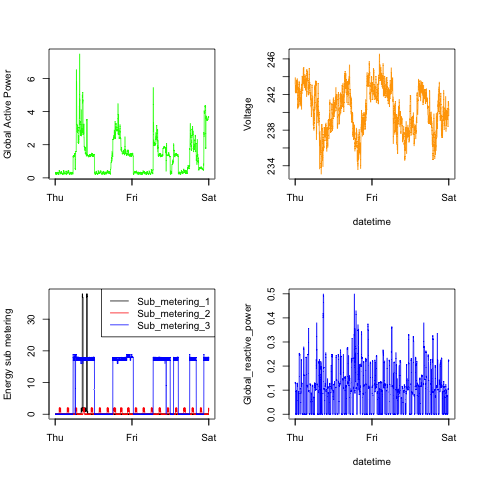 Global Active Power
6
4
2
0
Thu Fri Sat
Voltage
246
242
238
234
Thu Fri Sat
datetime
Energy sub metering
30
20
10
0
Sub_metering_1
Sub_metering_2
Sub_metering_3
Thu Fri Sat
Global_reactive_power
0.5
0.4
0.3
0.2
0.1
0.0
Thu Fri Sat
datetime